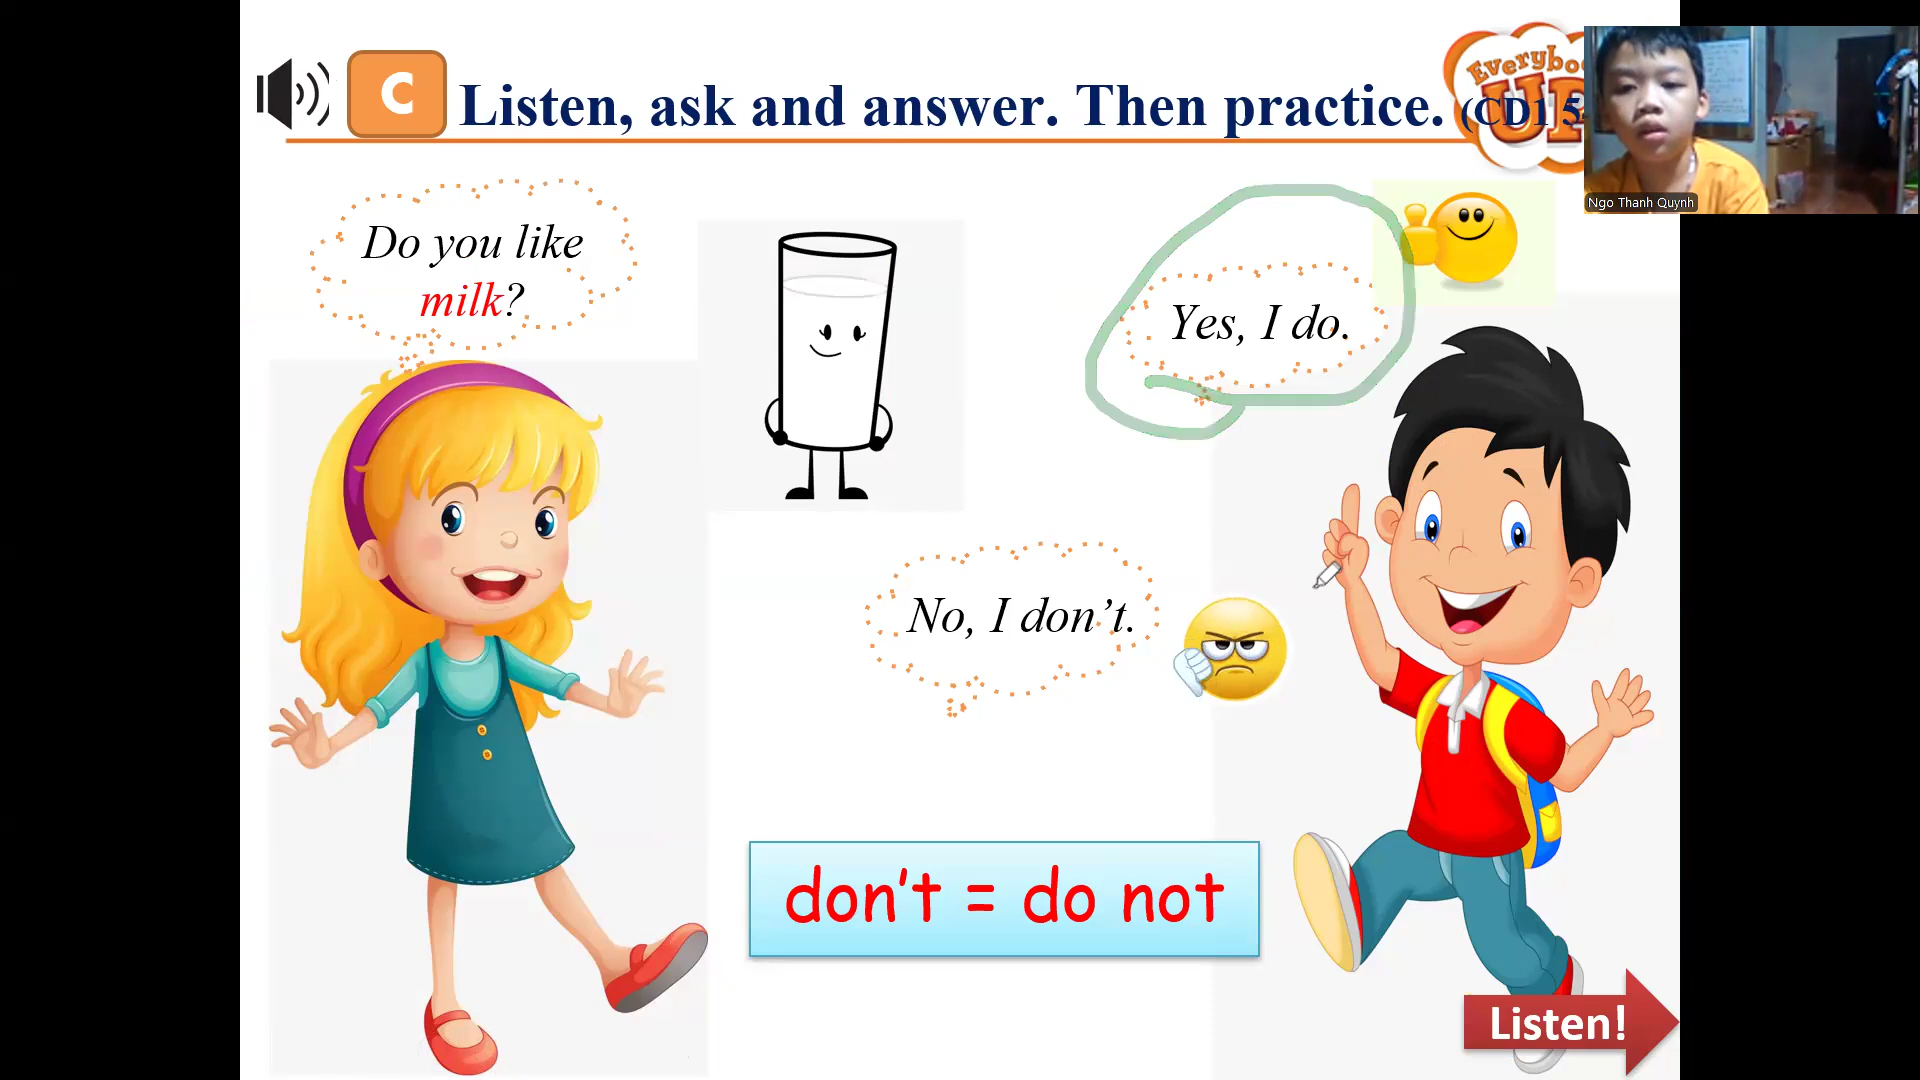 C
Listen, ask and answer. Then practice. (CD1 5
Everybo
UP
Ngo Thanh Quynh
Do you like
milk?
Yes, I do.
No, I don't.
don't = do not
Listen!